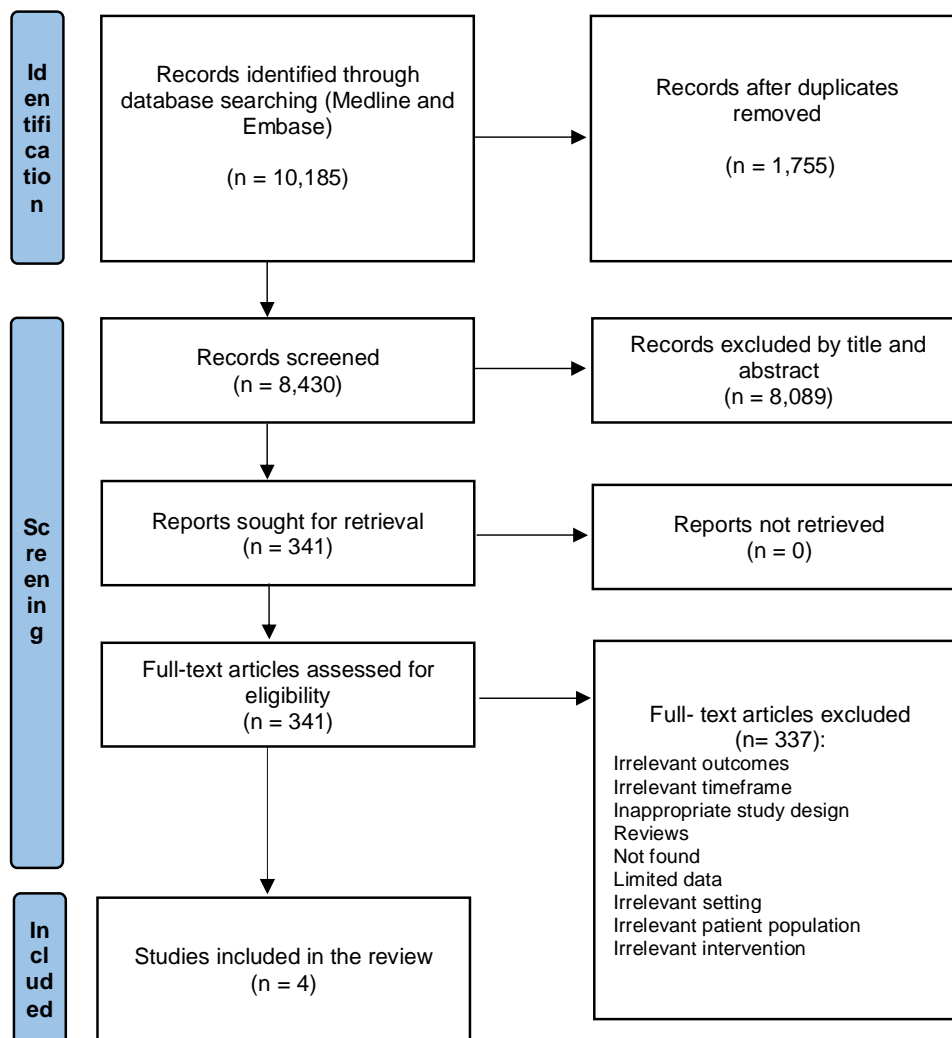 Id
en
tifi
ca
tio
n
Records identified through
database searching (Medline and
Embase)
(n = 10,185)
Records after duplicates
removed
(n = 1,755)
Sc
re
en
in
g
Records screened
(n = 8,430)
Records excluded by title and
abstract
(n = 8,089)
Reports sought for retrieval
(n = 341)
Reports not retrieved
(n = 0)
Full-text articles assessed for
eligibility
(n = 341)
Full- text articles excluded
(n= 337):
Irrelevant outcomes
Irrelevant timeframe
Inappropriate study design
Reviews
Not found
Limited data
Irrelevant setting
Irrelevant patient population
Irrelevant intervention
In
cl
ud
ed
Studies included in the review
(n = 4)